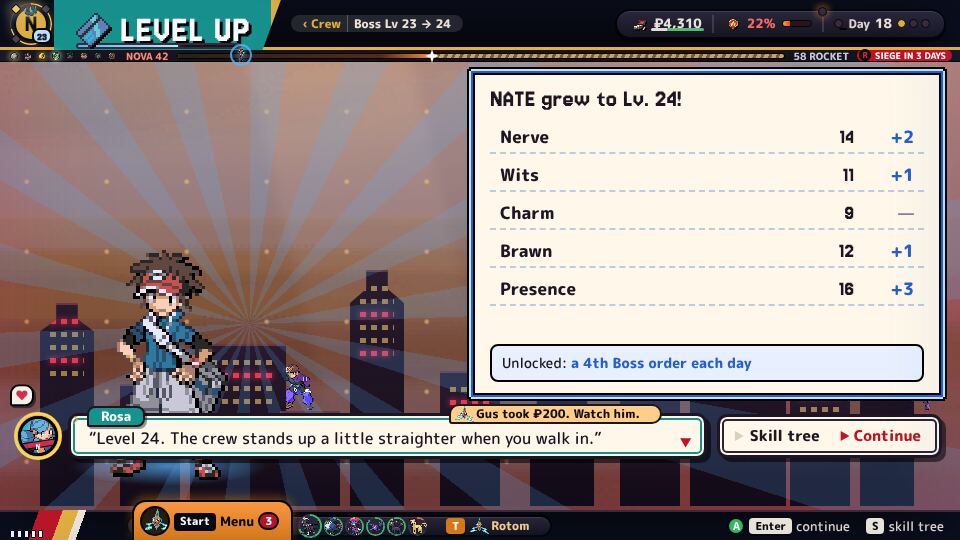 23
LEVEL UP
‹ Crew | Boss Lv 23 → 24
₽4,310
22%
Day 18
NOVA 42
58 ROCKET
R SIEGE IN 3 DAYS
NATE grew to Lv. 24!
Nerve 14 +2
Wits 11 +1
Charm 9 —
Brawn 12 +1
Presence 16 +3
Unlocked: a 4th Boss order each day
Rosa
Gus took ₽200. Watch him.
“Level 24. The crew stands up a little straighter when you walk in.”
Skill tree
Continue
Start Menu 3
T Rotom
A Enter continue
S skill tree